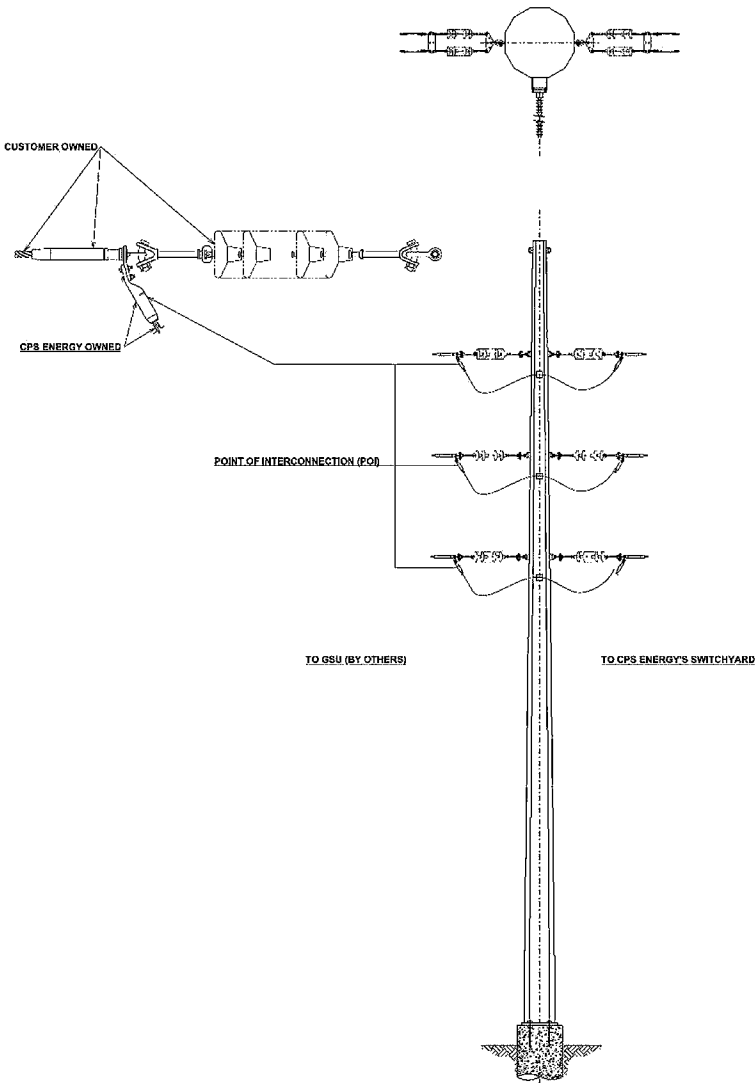 CUSTOMER OWNED
CPS ENERGY OWNED
POINT OF INTERCONNECTION (POI)
TO GSU (BY OTHERS)
TO CPS ENERGY'S SWITCHYARD